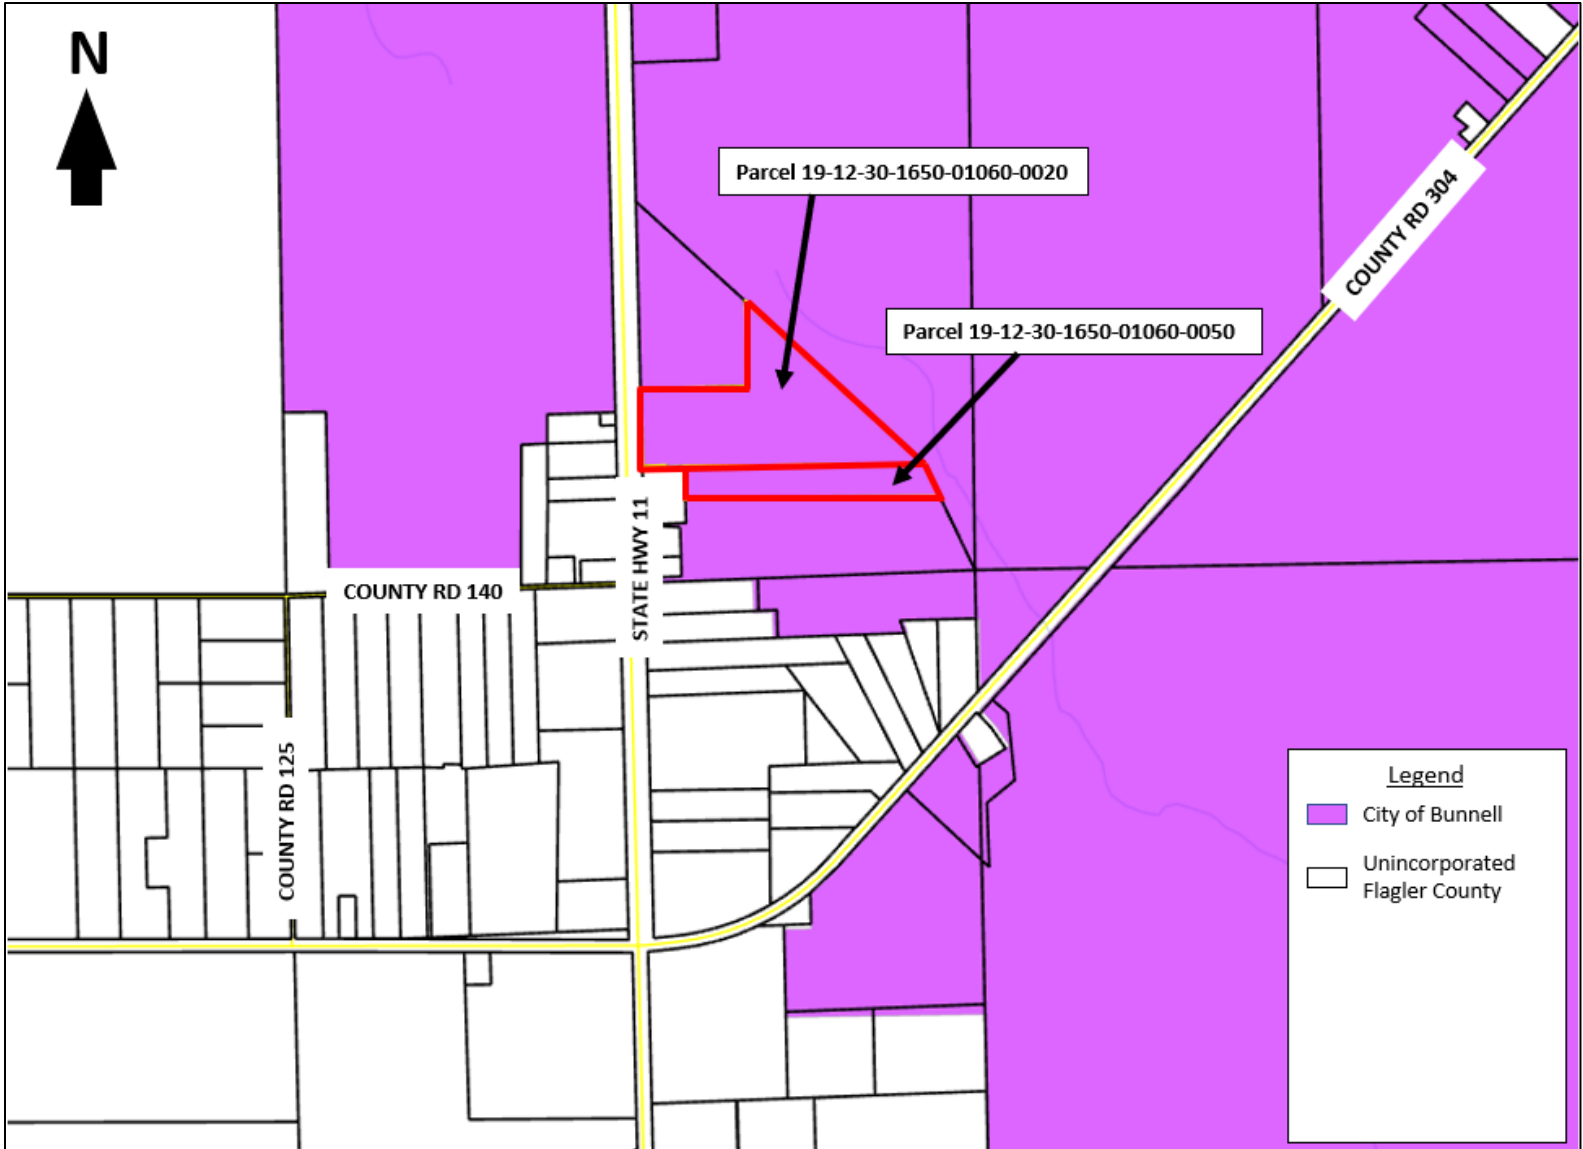 N
Parcel 19-12-30-1650-01060-0020
COUNTY RD 304
Parcel 19-12-30-1650-01060-0050
STATE HWY 11
COUNTY RD 140
COUNTY RD 125
Legend
City of Bunnell
Unincorporated
Flagler County